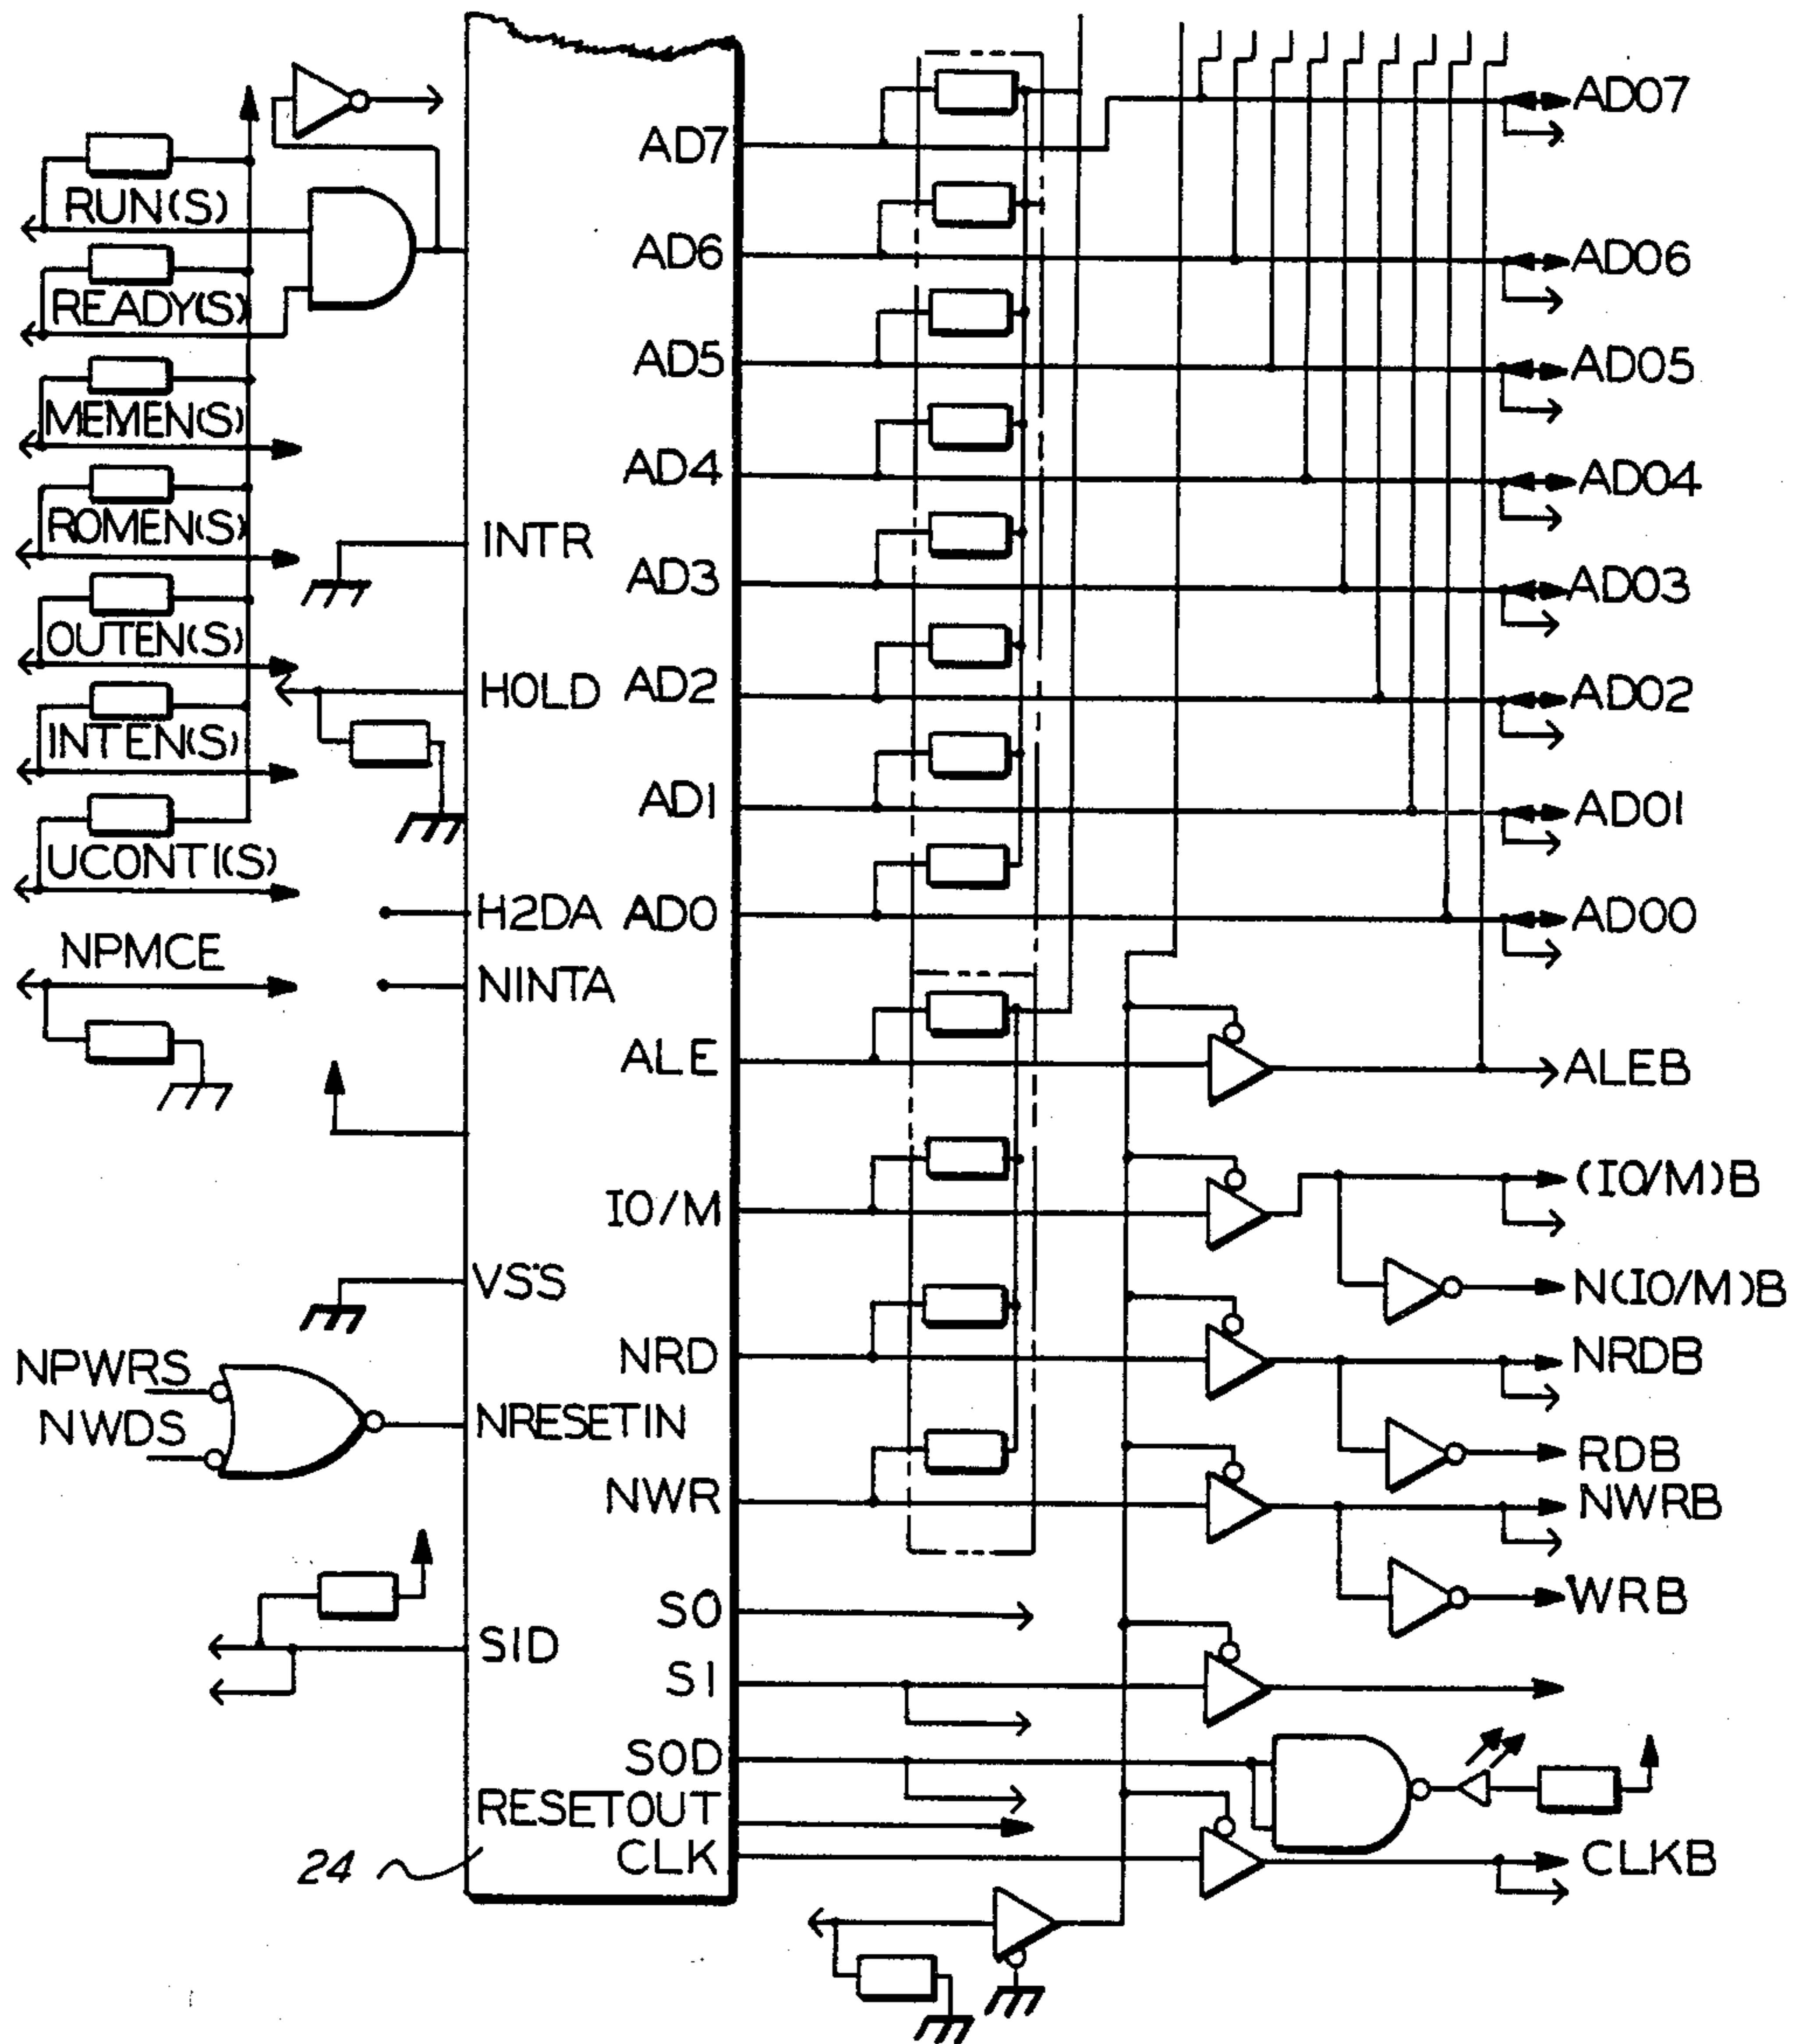 RUN(S)
READY(S)
MEMEN(S)
ROMEN(S)
OUTEN(S)
INTEN(S)
UCONT1(S)
NPMCE
NPWRS
NWDS
INTR
HOLD
H2DA
NINTA
VSS
NRESETIN
SID
24
AD7
AD6
AD5
AD4
AD3
AD2
AD1
AD0
ALE
IO/M
NRD
NWR
S0
S1
SOD
RESETOUT
CLK
AD07
AD06
AD05
AD04
AD03
AD02
AD01
AD00
ALEB
(IO/M)B
N(IO/M)B
NRDB
RDB
NWRB
WRB
CLKB